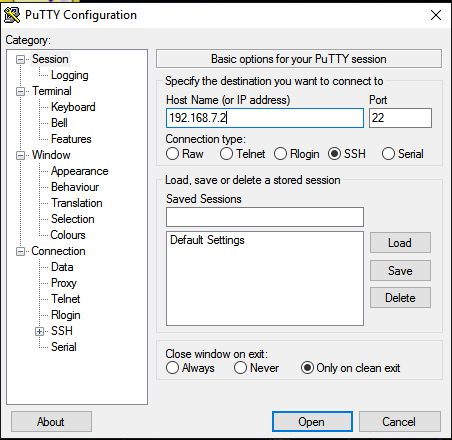 PuTTY Configuration
Category:
Session
Logging
Terminal
Keyboard
Bell
Features
Window
Appearance
Behaviour
Translation
Selection
Colours
Connection
Data
Proxy
Telnet
Rlogin
SSH
Serial
Basic options for your PuTTY session
Specify the destination you want to connect to
Host Name (or IP address) Port
192.168.7.2 22
Connection type:
Raw Telnet Rlogin SSH Serial
Load, save or delete a stored session
Saved Sessions
Default Settings
Load
Save
Delete
Close window on exit:
Always Never Only on clean exit
About Open Cancel